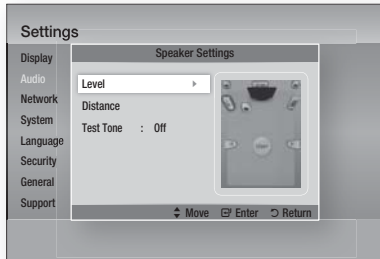 Settings
Speaker Settings
Display
Audio
Network
System
Language
Security
General
Support
Level
Distance
Test Tone : Off
Move Enter Return